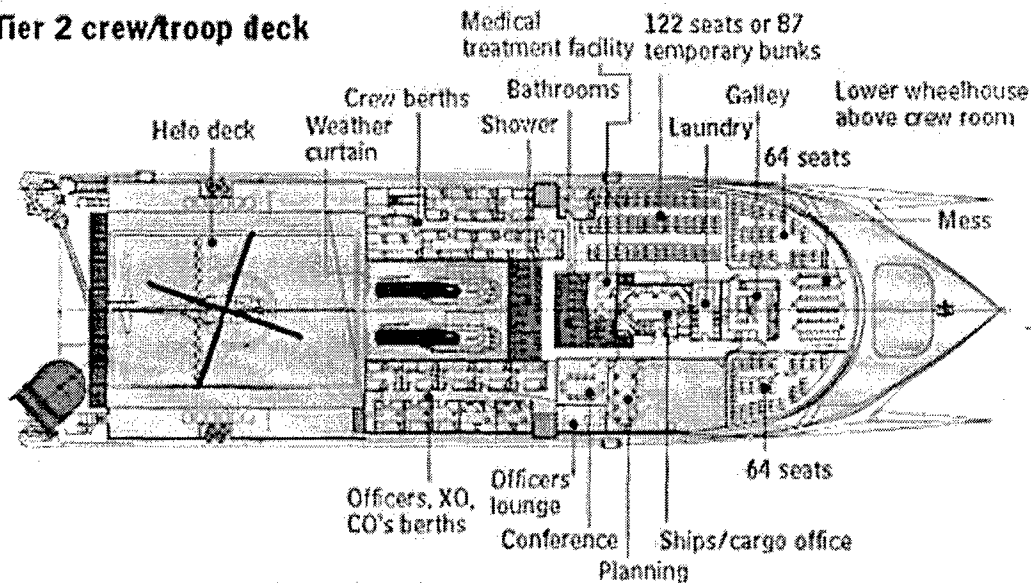 Tier 2 crew/troop deck
Medical
treatment facility
122 seats or 87
temporary bunks
Crew berths
Bathrooms
Galley
Lower wheelhouse
above crew room
Helo deck
Weather
curtain
Shower
Laundry
64 seats
Mess
64 seats
Officers, XO,
CO's berths
Officers'
lounge
Conference
Ships/cargo office
Planning